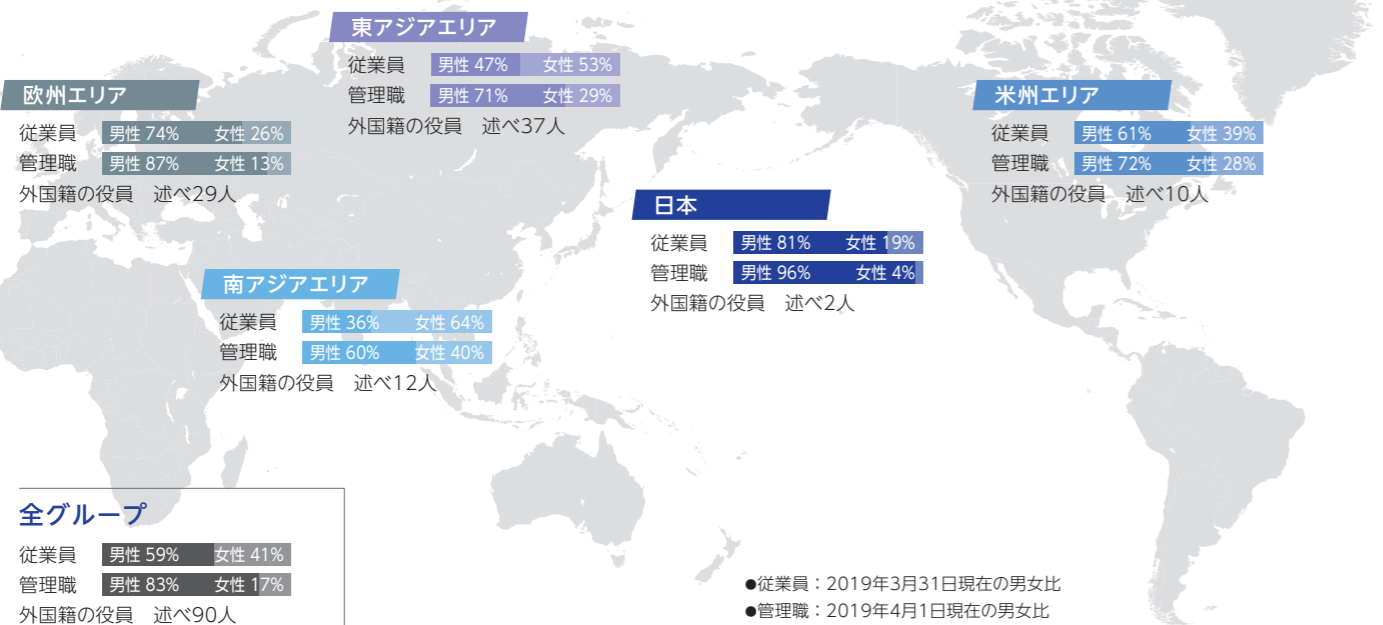 東アジアエリア
従業員 男性 47% 女性 53%
管理職 男性 71% 女性 29%
外国籍の役員 述べ37人
欧州エリア
従業員 男性 74% 女性 26%
管理職 男性 87% 女性 13%
外国籍の役員 述べ29人
米州エリア
従業員 男性 61% 女性 39%
管理職 男性 72% 女性 28%
外国籍の役員 述べ10人
日本
従業員 男性 81% 女性 19%
管理職 男性 96% 女性 4%
外国籍の役員 述べ2人
南アジアエリア
従業員 男性 36% 女性 64%
管理職 男性 60% 女性 40%
外国籍の役員 述べ12人
全グループ
従業員 男性 59% 女性 41%
管理職 男性 83% 女性 17%
外国籍の役員 述べ90人
●従業員：2019年3月31日現在の男女比
●管理職：2019年4月1日現在の男女比